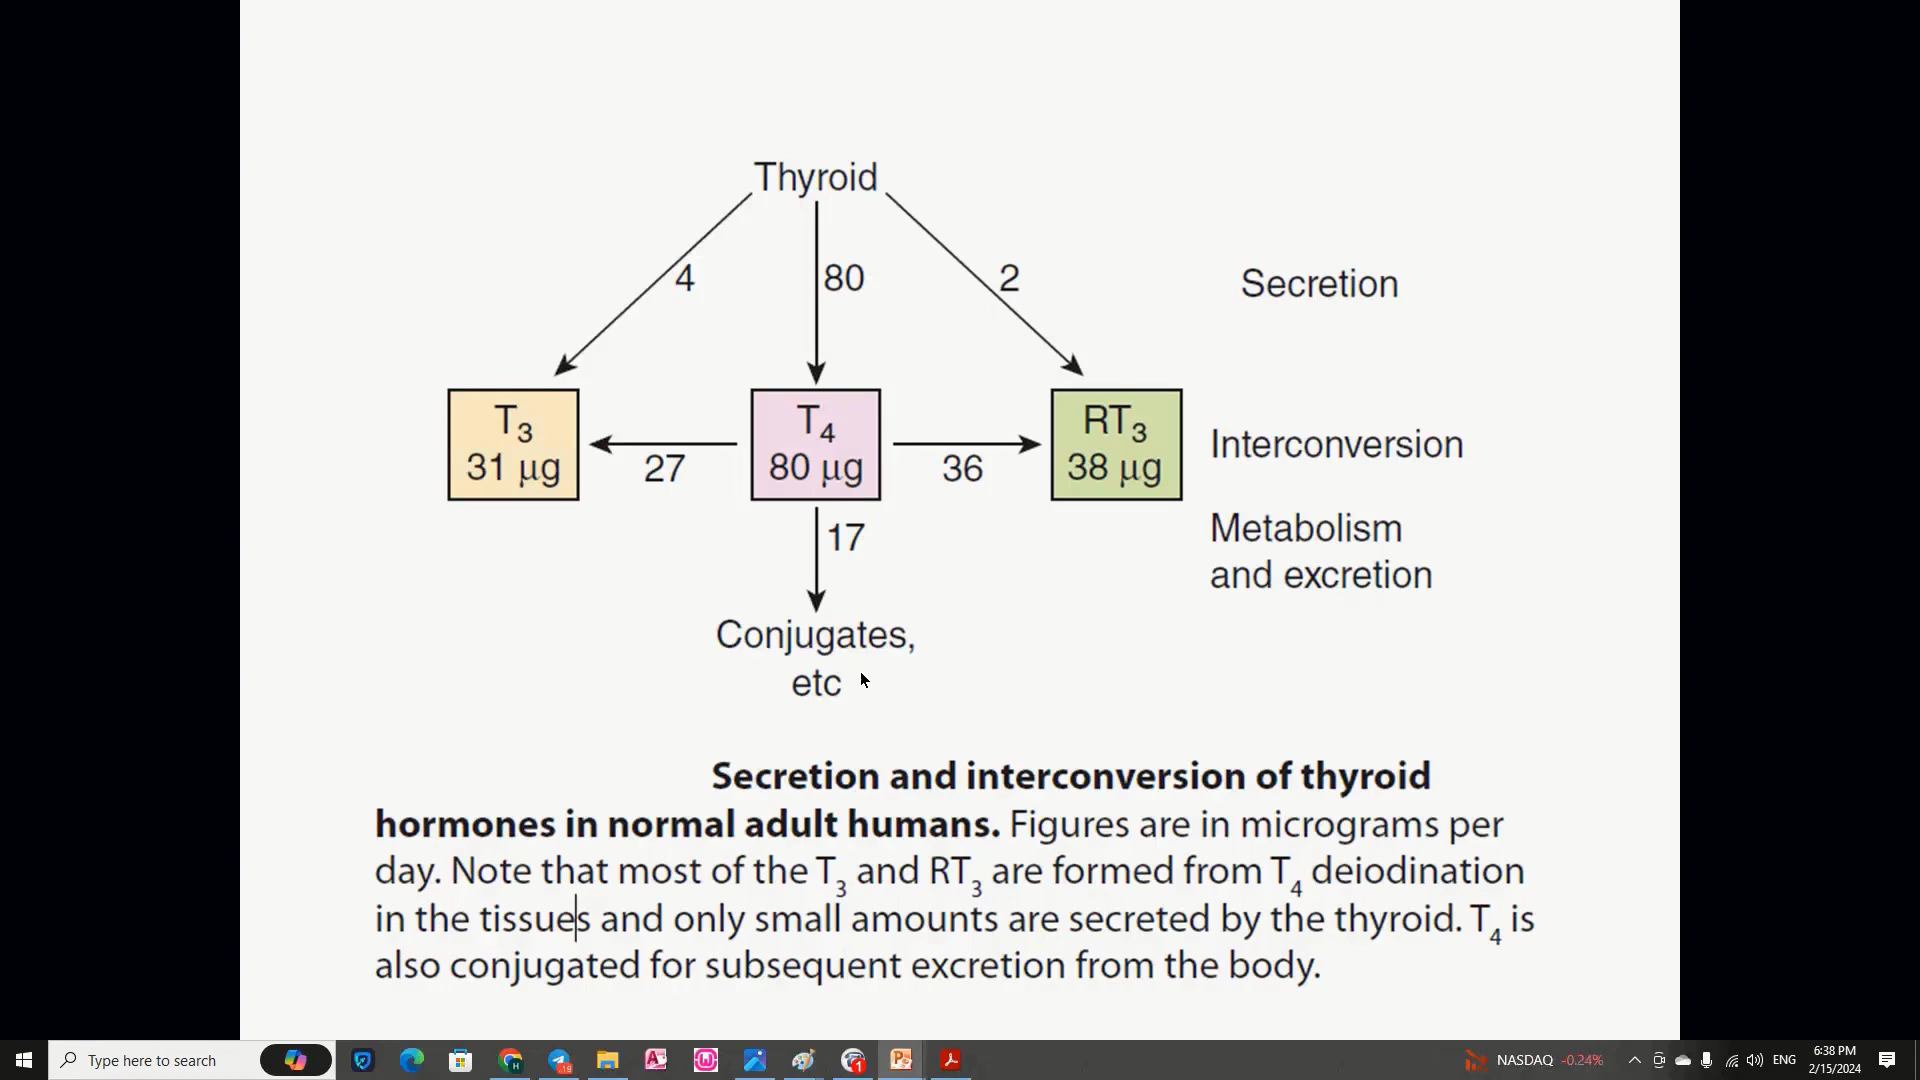 Thyroid
4
80
2
Secretion
T₃
31 µg
27
T₄
80 µg
36
RT₃
38 µg
Interconversion
17
Metabolism
and excretion
Conjugates,
etc
Secretion and interconversion of thyroid
hormones in normal adult humans. Figures are in micrograms per
day. Note that most of the T₃ and RT₃ are formed from T₄ deiodination
in the tissues and only small amounts are secreted by the thyroid. T₄ is
also conjugated for subsequent excretion from the body.
Type here to search
NASDAQ -0.24%
ENG
6:38 PM
2/15/2024